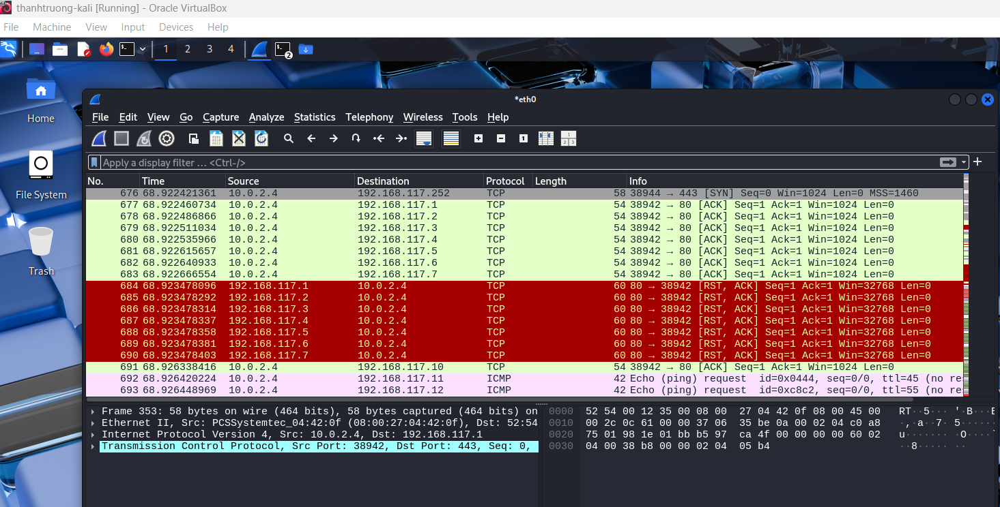 thanhtruong-kali [Running] - Oracle VirtualBox
File Machine View Input Devices Help
1 2 3 4 2
*eth0
Home
File System
Trash
File Edit View Go Capture Analyze Statistics Telephony Wireless Tools Help
Apply a display filter ... <Ctrl-/>
No. Time Source Destination Protocol Length Info
676 68.922421361 10.0.2.4 192.168.117.252 TCP 58 38944 → 443 [SYN] Seq=0 Win=1024 Len=0 MSS=1460
677 68.922460734 10.0.2.4 192.168.117.1 TCP 54 38942 → 80 [ACK] Seq=1 Ack=1 Win=1024 Len=0
678 68.922486866 10.0.2.4 192.168.117.2 TCP 54 38942 → 80 [ACK] Seq=1 Ack=1 Win=1024 Len=0
679 68.922511034 10.0.2.4 192.168.117.3 TCP 54 38942 → 80 [ACK] Seq=1 Ack=1 Win=1024 Len=0
680 68.922535966 10.0.2.4 192.168.117.4 TCP 54 38942 → 80 [ACK] Seq=1 Ack=1 Win=1024 Len=0
681 68.922615657 10.0.2.4 192.168.117.5 TCP 54 38942 → 80 [ACK] Seq=1 Ack=1 Win=1024 Len=0
682 68.922640933 10.0.2.4 192.168.117.6 TCP 54 38942 → 80 [ACK] Seq=1 Ack=1 Win=1024 Len=0
683 68.922666554 10.0.2.4 192.168.117.7 TCP 54 38942 → 80 [ACK] Seq=1 Ack=1 Win=1024 Len=0
684 68.923478096 192.168.117.1 10.0.2.4 TCP 60 80 → 38942 [RST, ACK] Seq=1 Ack=1 Win=32768 Len=0
685 68.923478292 192.168.117.2 10.0.2.4 TCP 60 80 → 38942 [RST, ACK] Seq=1 Ack=1 Win=32768 Len=0
686 68.923478314 192.168.117.3 10.0.2.4 TCP 60 80 → 38942 [RST, ACK] Seq=1 Ack=1 Win=32768 Len=0
687 68.923478337 192.168.117.4 10.0.2.4 TCP 60 80 → 38942 [RST, ACK] Seq=1 Ack=1 Win=32768 Len=0
688 68.923478358 192.168.117.5 10.0.2.4 TCP 60 80 → 38942 [RST, ACK] Seq=1 Ack=1 Win=32768 Len=0
689 68.923478381 192.168.117.6 10.0.2.4 TCP 60 80 → 38942 [RST, ACK] Seq=1 Ack=1 Win=32768 Len=0
690 68.923478403 192.168.117.7 10.0.2.4 TCP 60 80 → 38942 [RST, ACK] Seq=1 Ack=1 Win=32768 Len=0
691 68.926338416 10.0.2.4 192.168.117.10 TCP 54 38942 → 80 [ACK] Seq=1 Ack=1 Win=1024 Len=0
692 68.926420224 10.0.2.4 192.168.117.11 ICMP 42 Echo (ping) request id=0x0444, seq=0/0, ttl=45 (no re
693 68.926448969 10.0.2.4 192.168.117.12 ICMP 42 Echo (ping) request id=0xc8c2, seq=0/0, ttl=55 (no re
Frame 353: 58 bytes on wire (464 bits), 58 bytes captured (464 bits) on
Ethernet II, Src: PCSSystemtec_04:42:0f (08:00:27:04:42:0f), Dst: 52:54
Internet Protocol Version 4, Src: 10.0.2.4, Dst: 192.168.117.1
Transmission Control Protocol, Src Port: 38942, Dst Port: 443, Seq: 0,
0000 52 54 00 12 35 00 08 00 27 04 42 0f 08 00 45 00 RT··5··· '·B···E·
0010 00 2c 0c 61 00 00 37 06 35 be 0a 00 02 04 c0 a8 ·,·a··7· 5·······
0020 75 01 98 1e 01 bb b5 97 ca 4f 00 00 00 00 60 02 u······· ·O····`·
0030 04 00 38 b8 00 00 02 04 05 b4 ··8····· ··